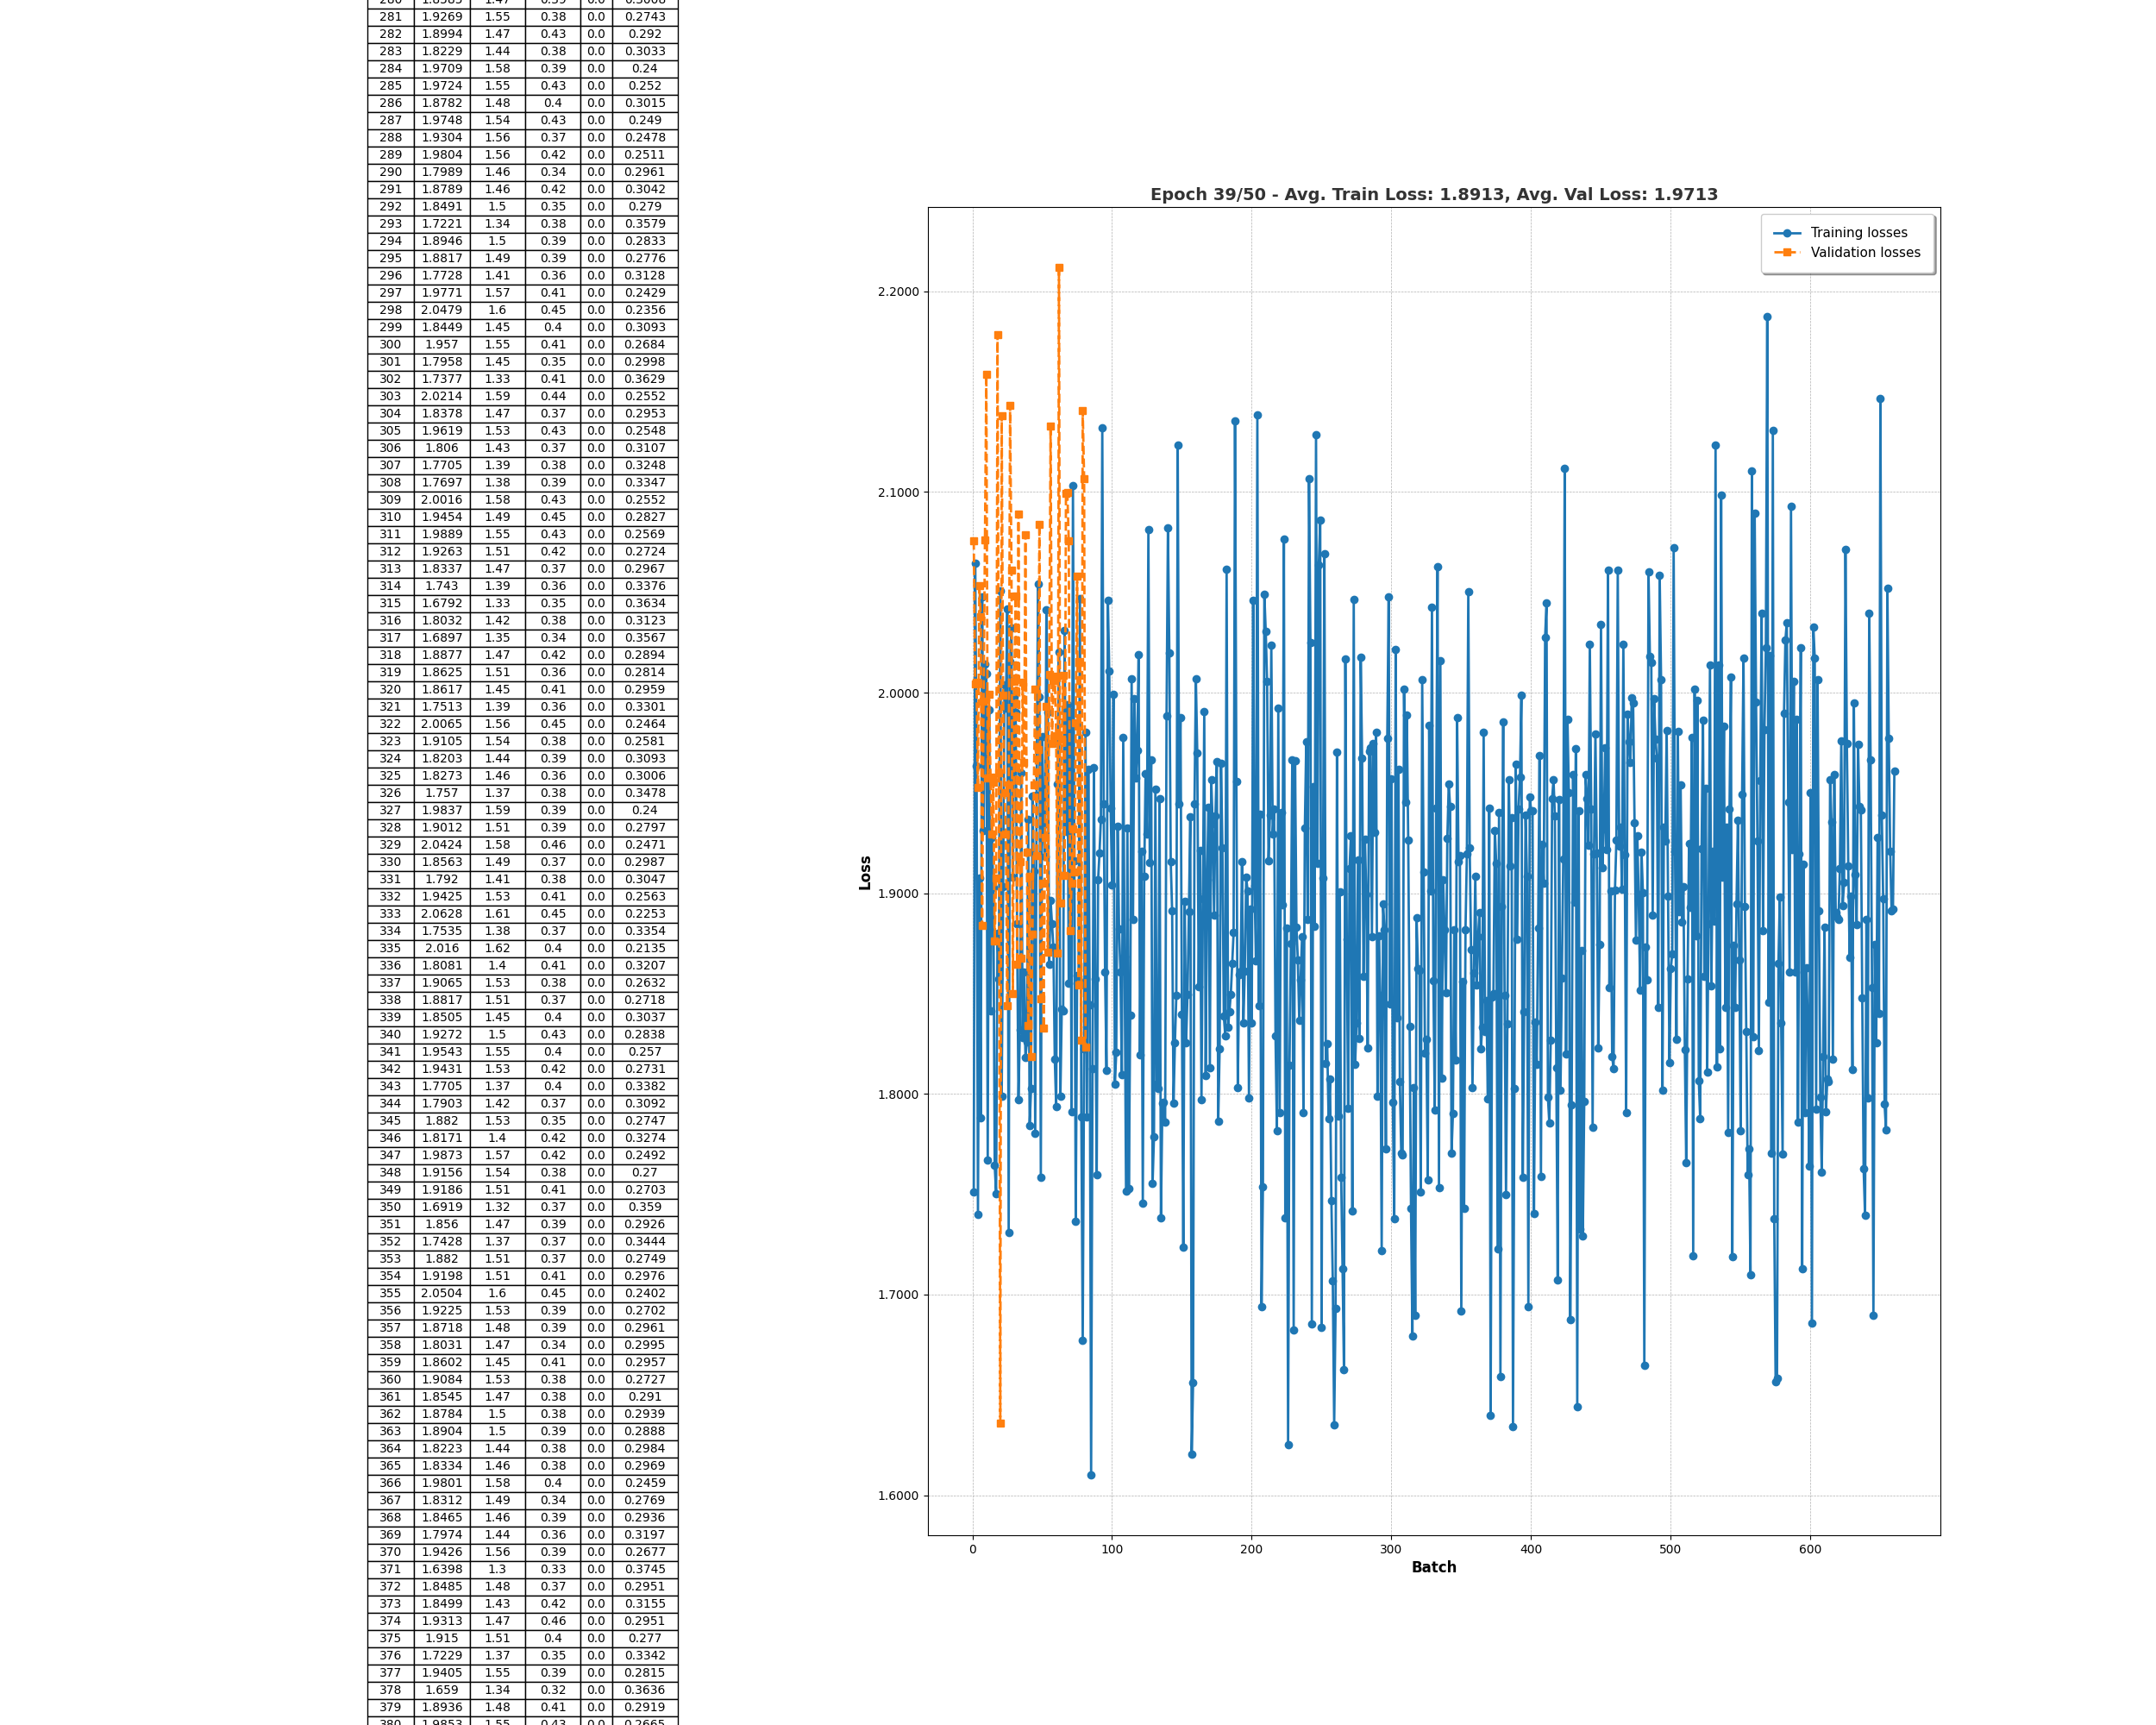 281 1.9269 1.55 0.38 0.0 0.2743
282 1.8994 1.47 0.43 0.0 0.292
283 1.8229 1.44 0.38 0.0 0.3033
284 1.9709 1.58 0.39 0.0 0.24
285 1.9724 1.55 0.43 0.0 0.252
286 1.8782 1.48 0.4 0.0 0.3015
287 1.9748 1.54 0.43 0.0 0.249
288 1.9304 1.56 0.37 0.0 0.2478
289 1.9804 1.56 0.42 0.0 0.2511
290 1.7989 1.46 0.34 0.0 0.2961
291 1.8789 1.46 0.42 0.0 0.3042
292 1.8491 1.5 0.35 0.0 0.279
293 1.7221 1.34 0.38 0.0 0.3579
294 1.8946 1.5 0.39 0.0 0.2833
295 1.8817 1.49 0.39 0.0 0.2776
296 1.7728 1.41 0.36 0.0 0.3128
297 1.9771 1.57 0.41 0.0 0.2429
298 2.0479 1.6 0.45 0.0 0.2356
299 1.8449 1.45 0.4 0.0 0.3093
300 1.957 1.55 0.41 0.0 0.2684
301 1.7958 1.45 0.35 0.0 0.2998
302 1.7377 1.33 0.41 0.0 0.3629
303 2.0214 1.59 0.44 0.0 0.2552
304 1.8378 1.47 0.37 0.0 0.2953
305 1.9619 1.53 0.43 0.0 0.2548
306 1.806 1.43 0.37 0.0 0.3107
307 1.7705 1.39 0.38 0.0 0.3248
308 1.7697 1.38 0.39 0.0 0.3347
309 2.0016 1.58 0.43 0.0 0.2552
310 1.9454 1.49 0.45 0.0 0.2827
311 1.9889 1.55 0.43 0.0 0.2569
312 1.9263 1.51 0.42 0.0 0.2724
313 1.8337 1.47 0.37 0.0 0.2967
314 1.743 1.39 0.36 0.0 0.3376
315 1.6792 1.33 0.35 0.0 0.3634
316 1.8032 1.42 0.38 0.0 0.3123
317 1.6897 1.35 0.34 0.0 0.3567
318 1.8877 1.47 0.42 0.0 0.2894
319 1.8625 1.51 0.36 0.0 0.2814
320 1.8617 1.45 0.41 0.0 0.2959
321 1.7513 1.39 0.36 0.0 0.3301
322 2.0065 1.56 0.45 0.0 0.2464
323 1.9105 1.54 0.38 0.0 0.2581
324 1.8203 1.44 0.39 0.0 0.3093
325 1.8273 1.46 0.36 0.0 0.3006
326 1.757 1.37 0.38 0.0 0.3478
327 1.9837 1.59 0.39 0.0 0.24
328 1.9012 1.51 0.39 0.0 0.2797
329 2.0424 1.58 0.46 0.0 0.2471
330 1.8563 1.49 0.37 0.0 0.2987
331 1.792 1.41 0.38 0.0 0.3047
332 1.9425 1.53 0.41 0.0 0.2563
333 2.0628 1.61 0.45 0.0 0.2253
334 1.7535 1.38 0.37 0.0 0.3354
335 2.016 1.62 0.4 0.0 0.2135
336 1.8081 1.4 0.41 0.0 0.3207
337 1.9065 1.53 0.38 0.0 0.2632
338 1.8817 1.51 0.37 0.0 0.2718
339 1.8505 1.45 0.4 0.0 0.3037
340 1.9272 1.5 0.43 0.0 0.2838
341 1.9543 1.55 0.4 0.0 0.257
342 1.9431 1.53 0.42 0.0 0.2731
343 1.7705 1.37 0.4 0.0 0.3382
344 1.7903 1.42 0.37 0.0 0.3092
345 1.882 1.53 0.35 0.0 0.2747
346 1.8171 1.4 0.42 0.0 0.3274
347 1.9873 1.57 0.42 0.0 0.2492
348 1.9156 1.54 0.38 0.0 0.27
349 1.9186 1.51 0.41 0.0 0.2703
350 1.6919 1.32 0.37 0.0 0.359
351 1.856 1.47 0.39 0.0 0.2926
352 1.7428 1.37 0.37 0.0 0.3444
353 1.882 1.51 0.37 0.0 0.2749
354 1.9198 1.51 0.41 0.0 0.2976
355 2.0504 1.6 0.45 0.0 0.2402
356 1.9225 1.53 0.39 0.0 0.2702
357 1.8718 1.48 0.39 0.0 0.2961
358 1.8031 1.47 0.34 0.0 0.2995
359 1.8602 1.45 0.41 0.0 0.2957
360 1.9084 1.53 0.38 0.0 0.2727
361 1.8545 1.47 0.38 0.0 0.291
362 1.8784 1.5 0.38 0.0 0.2939
363 1.8904 1.5 0.39 0.0 0.2888
364 1.8223 1.44 0.38 0.0 0.2984
365 1.8334 1.46 0.38 0.0 0.2969
366 1.9801 1.58 0.4 0.0 0.2459
367 1.8312 1.49 0.34 0.0 0.2769
368 1.8465 1.46 0.39 0.0 0.2936
369 1.7974 1.44 0.36 0.0 0.3197
370 1.9426 1.56 0.39 0.0 0.2677
371 1.6398 1.3 0.33 0.0 0.3745
372 1.8485 1.48 0.37 0.0 0.2951
373 1.8499 1.43 0.42 0.0 0.3155
374 1.9313 1.47 0.46 0.0 0.2951
375 1.915 1.51 0.4 0.0 0.277
376 1.7229 1.37 0.35 0.0 0.3342
377 1.9405 1.55 0.39 0.0 0.2815
378 1.659 1.34 0.32 0.0 0.3636
379 1.8936 1.48 0.41 0.0 0.2919
Epoch 39/50 - Avg. Train Loss: 1.8913, Avg. Val Loss: 1.9713
Training losses
Validation losses
2.2000
2.1000
2.0000
1.9000
1.8000
1.7000
1.6000
Loss
0 100 200 300 400 500 600
Batch